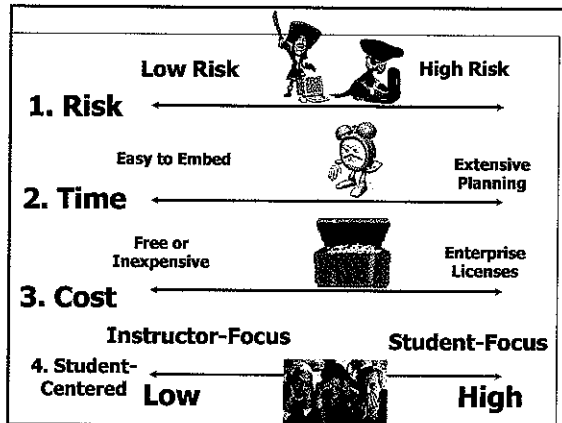 Low Risk
High Risk
1. Risk
Easy to Embed
Extensive
Planning
2. Time
Free or
Inexpensive
Enterprise
Licenses
3. Cost
Instructor-Focus
Student-Focus
4. Student-
Centered
Low
High